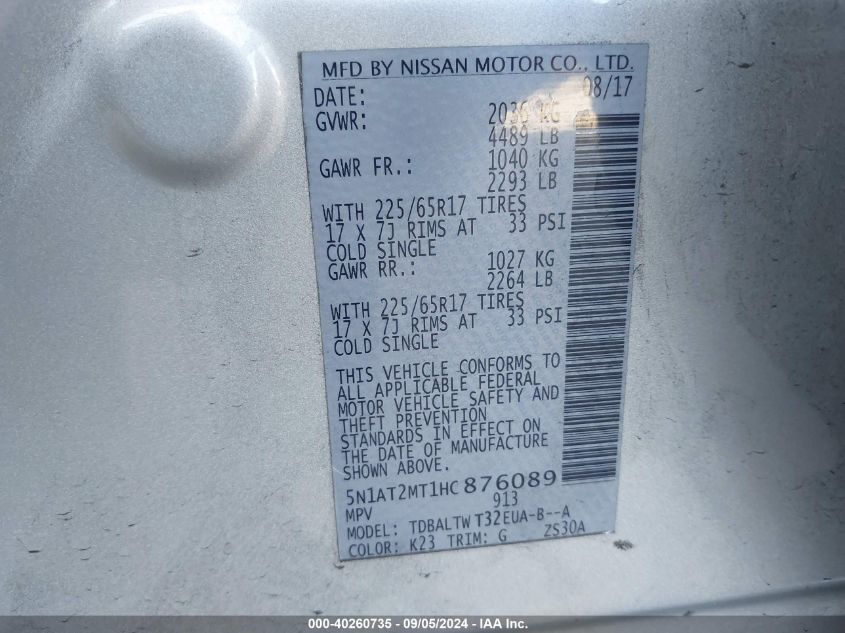 MFD BY NISSAN MOTOR CO., LTD.
DATE: 08/17
GVWR: 2036 KG
4489 LB
GAWR FR.: 1040 KG
2293 LB
WITH 225/65R17 TIRES
17 X 7J RIMS AT 33 PSI
COLD SINGLE
GAWR RR.: 1027 KG
2264 LB
WITH 225/65R17 TIRES
17 X 7J RIMS AT 33 PSI
COLD SINGLE
THIS VEHICLE CONFORMS TO
ALL APPLICABLE FEDERAL
MOTOR VEHICLE SAFETY AND
THEFT PREVENTION
STANDARDS IN EFFECT ON
THE DATE OF MANUFACTURE
SHOWN ABOVE.
5N1AT2MT1HC876089
MPV 913
MODEL: TDBALTW T32EUA-B--A
COLOR: K23 TRIM: G ZS30A
000-40260735 - 09/05/2024 - IAA Inc.